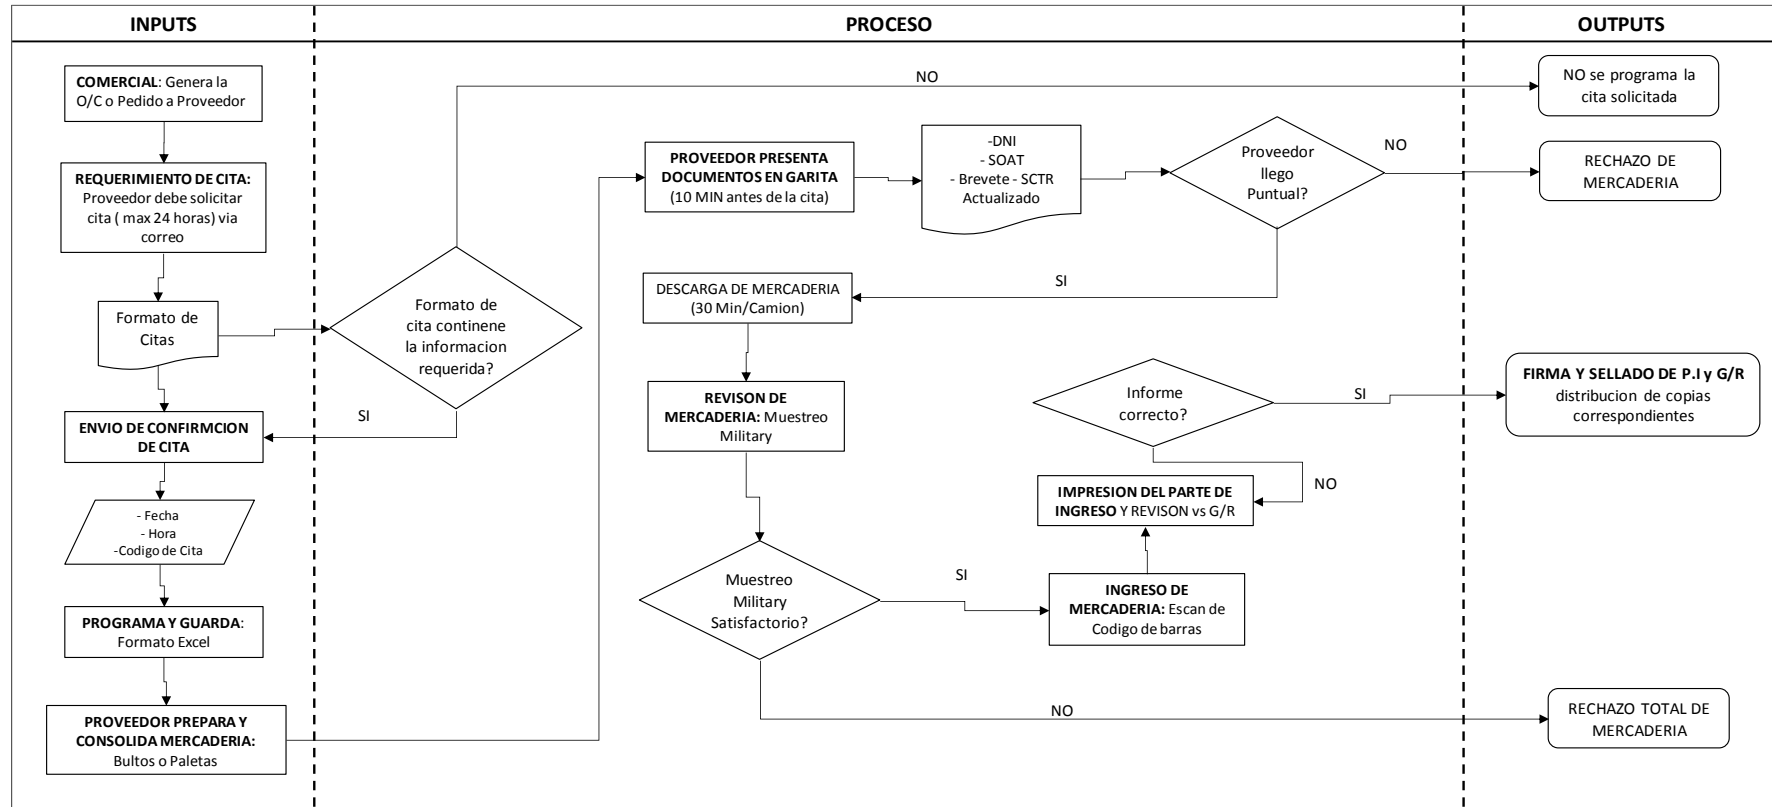 INPUTS
PROCESO
OUTPUTS
COMERCIAL: Genera la
O/C o Pedido a Proveedor
REQUERIMIENTO DE CITA:
Proveedor debe solicitar
cita ( max 24 horas) via
correo
Formato de
Citas
ENVIO DE CONFIRMCION
DE CITA
- Fecha
- Hora
-Codigo de Cita
PROGRAMA Y GUARDA:
Formato Excel
PROVEEDOR PREPARA Y
CONSOLIDA MERCADERIA:
Bultos o Paletas
Formato de
cita continene
la informacion
requerida?
SI
NO
NO se programa la
cita solicitada
PROVEEDOR PRESENTA
DOCUMENTOS EN GARITA
(10 MIN antes de la cita)
-DNI
- SOAT
- Brevete - SCTR
Actualizado
Proveedor
llego
Puntual?
NO
RECHAZO DE
MERCADERIA
SI
DESCARGA DE MERCADERIA
(30 Min/Camion)
REVISON DE
MERCADERIA: Muestreo
Military
Muestreo
Military
Satisfactorio?
SI
INGRESO DE
MERCADERIA: Escan de
Codigo de barras
IMPRESION DEL PARTE DE
INGRESO Y REVISON vs G/R
Informe
correcto?
NO
SI
FIRMA Y SELLADO DE P.I y G/R
distribucion de copias
correspondientes
NO
RECHAZO TOTAL DE
MERCADERIA